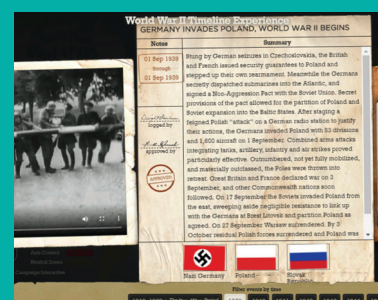 World War II Timeline Experience
GERMANY INVADES POLAND, WORLD WAR II BEGINS
Notes
Summary
01 Sep 1939
through
01 Sep 1939
logged by
approved by
APPROVED
Stung by German seizures in Czechoslovakia, the British
and French issued security guarantees to Poland and
stepped up their own rearmament. Meanwhile the Germans
secretly dispatched submarines into the Atlantic, and
signed a Non-Aggression Pact with the Soviet Union. Secret
provisions of the pact allowed for the partition of Poland and
Soviet expansion into the Baltic States. After staging a
feigned Polish "attack" on a German radio station to justify
their actions, the Germans invaded Poland with 53 divisions
and 1,600 aircraft on 1 September. Combined arms attacks
integrating tanks, artillery, infantry and air strikes proved
particularly effective. Outnumbered, not yet fully mobilized,
and materially outclassed, the Poles were thrown into
retreat. Great Britain and France declared war on 3
September, and other Commonwealth nations soon
followed. On 17 September the Soviets invaded Poland from
the east, sweeping aside negligible resistance to link up
with the Germans at Brest Litovsk and partition Poland as
agreed. On 27 September Warsaw surrendered. By 3
October residual Polish forces surrendered and Poland was
Nazi Germany
Poland
Slovak
Republic
Filter events by time